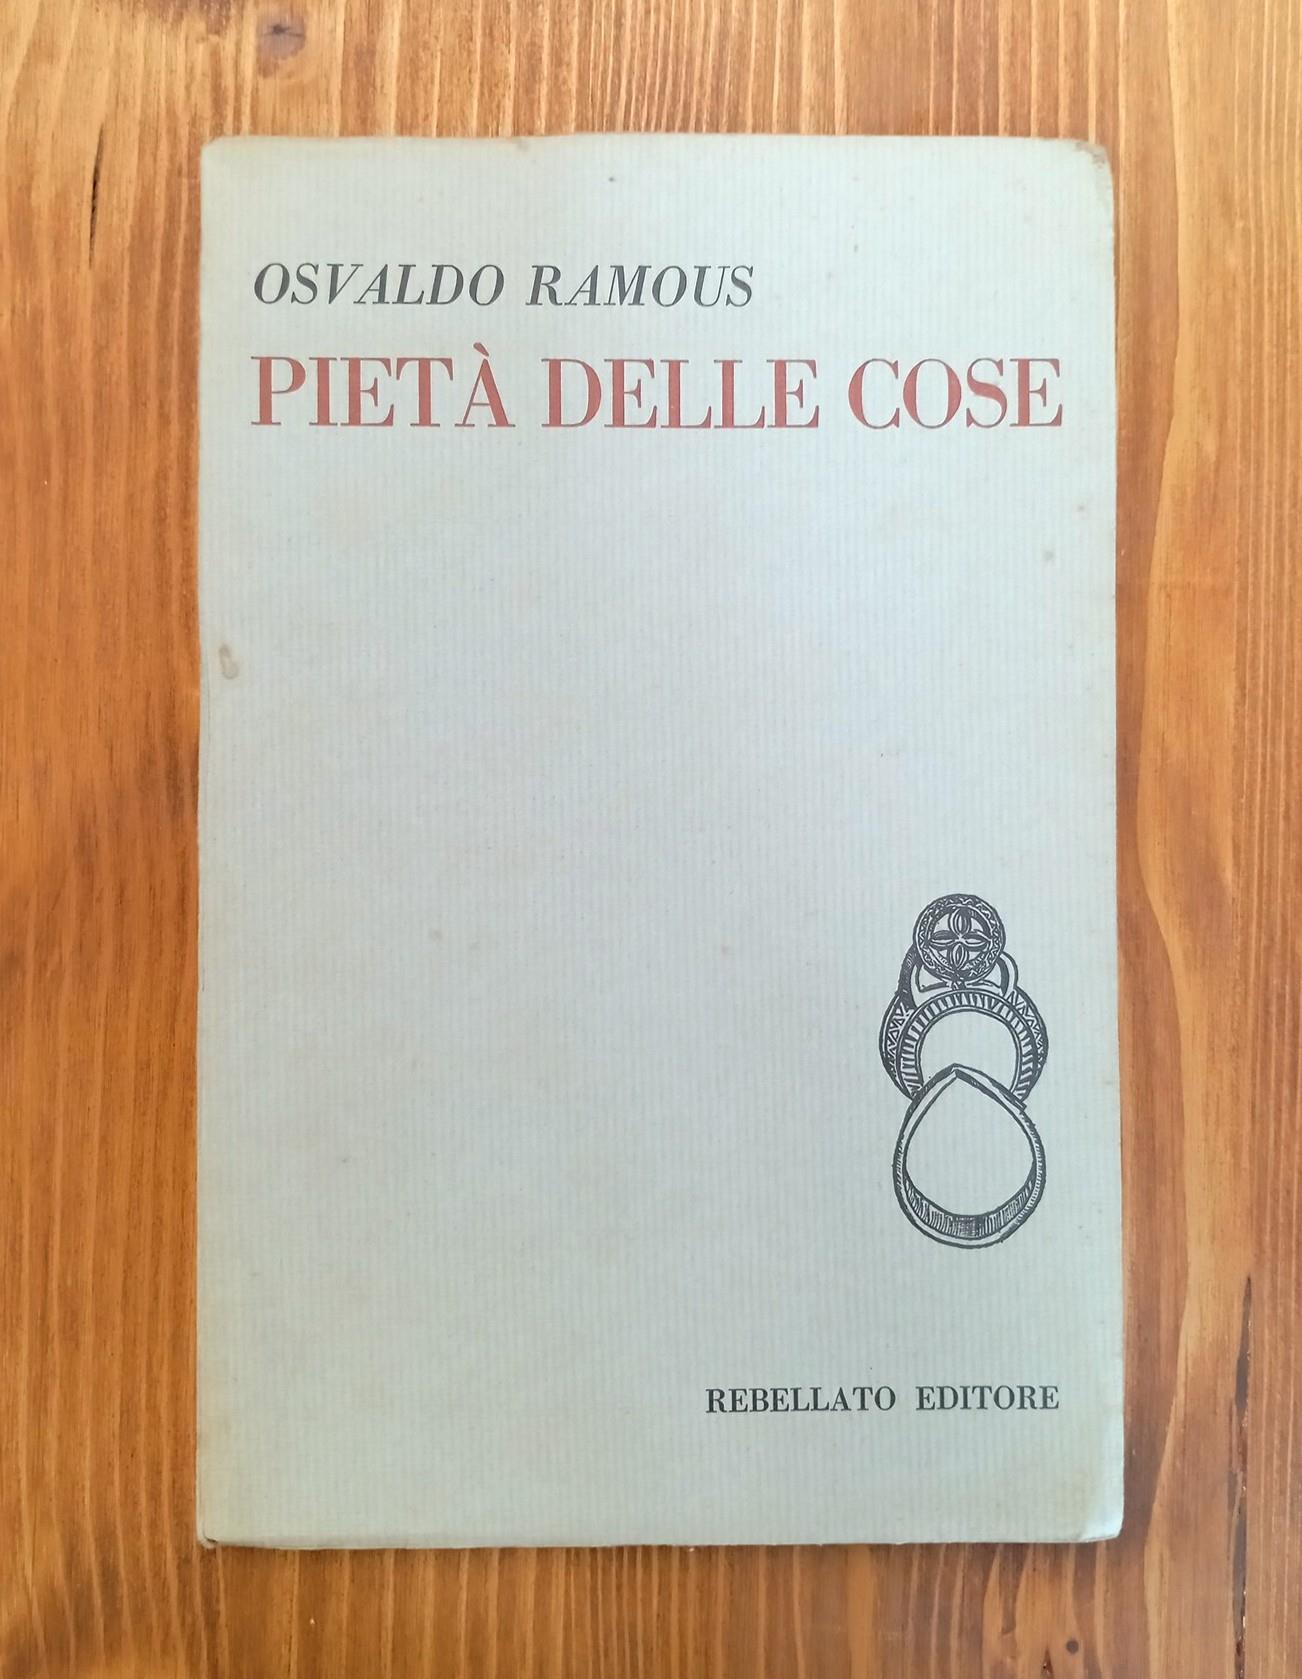 OSVALDO RAMOUS
PIETÀ DELLE COSE
REBELLATO EDITORE